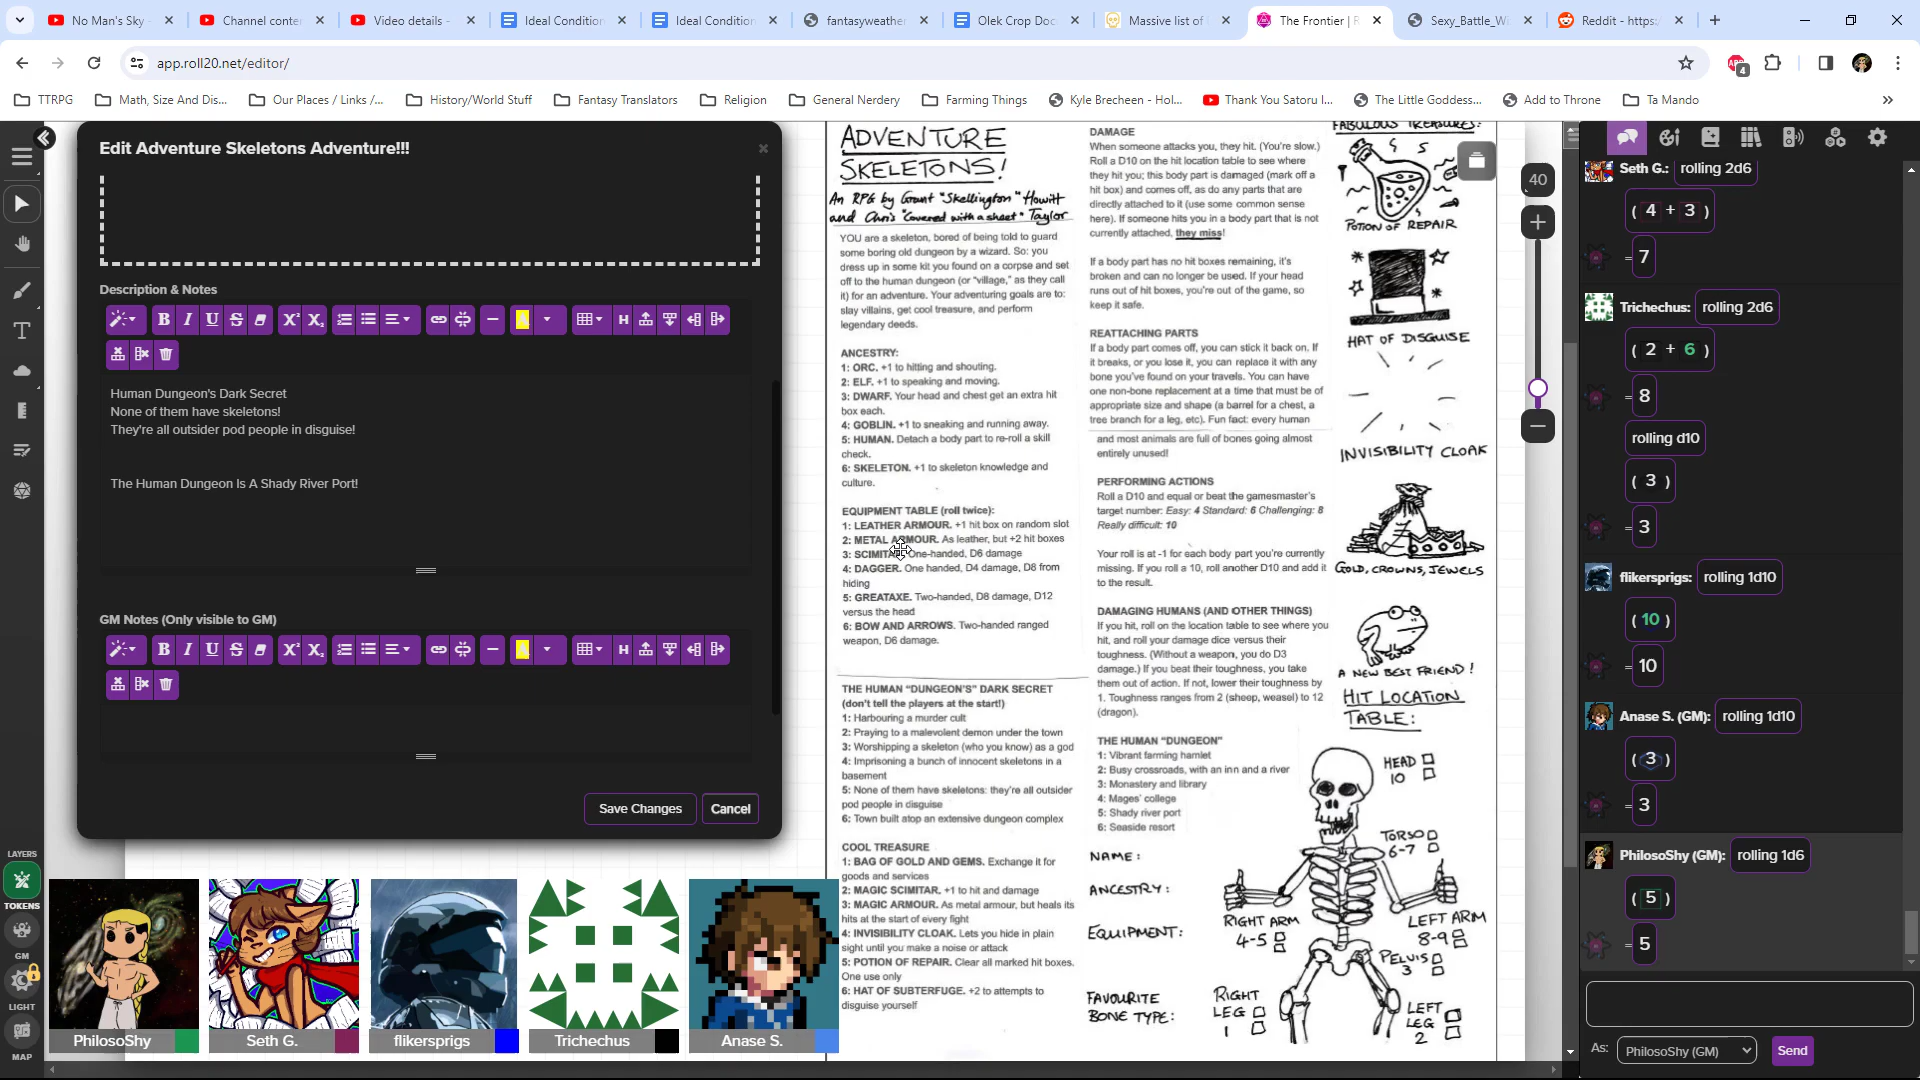 No Man's Sky -
Channel conte
Video details -
Ideal Condition
Ideal Condition
fantasyweather
Olek Crop Doc
Massive list of
The Frontier | R
Sexy_Battle_Wi
Reddit - https:/
app.roll20.net/editor/
4
TTRPG
Math, Size And Dis...
Our Places / Links /...
History/World Stuff
Fantasy Translators
Religion
General Nerdery
Farming Things
Kyle Brecheen - Hol...
Thank You Satoru I...
The Little Goddess...
Add to Throne
Ta Mando
Edit Adventure Skeletons Adventure!!!
Description & Notes
Human Dungeon's Dark Secret
None of them have skeletons!
They're all outsider pod people in disguise!
The Human Dungeon Is A Shady River Port!
GM Notes (Only visible to GM)
Save Changes
Cancel
LAYERS
TOKENS
GM
LIGHT
MAP
PhilosoShy
Seth G.
flikersprigs
Trichechus
Anase S.
ADVENTURE
SKELETONS!
An RPG by Grant "Skellington" Howitt
and Chris "Covered with a sheet" Taylor
YOU are a skeleton, bored of being told to guard
some boring old dungeon by a wizard. So: you
dress up in some kit you found on a corpse and set
off to the human dungeon (or "village," as they call
it) for an adventure. Your adventuring goals are to:
slay villains, get cool treasure, and perform
legendary deeds.
ANCESTRY:
1: ORC. +1 to hitting and shouting.
2: ELF. +1 to speaking and moving.
3: DWARF. Your head and chest get an extra hit
box each.
4: GOBLIN. +1 to sneaking and running away.
5: HUMAN. Detach a body part to re-roll a skill
check.
6: SKELETON. +1 to skeleton knowledge and
culture.
EQUIPMENT TABLE (roll twice):
1: LEATHER ARMOUR. +1 hit box on random slot
2: METAL ARMOUR. As leather, but +2 hit boxes
3: SCIMITAR. One-handed, D6 damage
4: DAGGER. One handed, D4 damage, D8 from
hiding
5: GREATAXE. Two-handed, D8 damage, D12
versus the head
6: BOW AND ARROWS. Two-handed ranged
weapon, D6 damage.
THE HUMAN "DUNGEON'S" DARK SECRET
(don't tell the players at the start!)
1: Harbouring a murder cult
2: Praying to a malevolent demon under the town
3: Worshipping a skeleton (who you know) as a god
4: Imprisoning a bunch of innocent skeletons in a
basement
5: None of them have skeletons: they're all outsider
pod people in disguise
6: Town built atop an extensive dungeon complex
COOL TREASURE
1: BAG OF GOLD AND GEMS. Exchange it for
goods and services
2: MAGIC SCIMITAR. +1 to hit and damage
3: MAGIC ARMOUR. As metal armour, but heals its
hits at the start of every fight
4: INVISIBILITY CLOAK. Lets you hide in plain
sight until you make a noise or attack
5: POTION OF REPAIR. Clear all marked hit boxes.
One use only
6: HAT OF SUBTERFUGE. +2 to attempts to
disguise yourself
DAMAGE
When someone attacks you, they hit. (You're slow.)
Roll a D10 on the hit location table to see where
they hit you; this body part is damaged (mark off a
hit box) and comes off, as do any parts that are
directly attached to it (use some common sense
here). If someone hits you in a body part that is not
currently attached, they miss!
If a body part has no hit boxes remaining, it's
broken and can no longer be used. If your head
runs out of hit boxes, you're out of the game, so
keep it safe.
REATTACHING PARTS
If a body part comes off, you can stick it back on. If
it breaks, or you lose it, you can replace it with any
bone you've found on your travels. You can have
one non-bone replacement at a time that must be of
appropriate size and shape (a barrel for a chest, a
tree branch for a leg, etc). Fun fact: every human
and most animals are full of bones going almost
entirely unused!
PERFORMING ACTIONS
Roll a D10 and equal or beat the gamesmaster's
target number: Easy: 4 Standard: 6 Challenging: 8
Really difficult: 10
Your roll is at -1 for each body part you're currently
missing. If you roll a 10, roll another D10 and add it
to the result.
DAMAGING HUMANS (AND OTHER THINGS)
If you hit, roll on the body location table to see where you
hit, and roll your damage dice versus their
toughness. (Without a weapon, you do D3
damage.) If you beat their toughness, you take
them out of action. If not, lower their toughness by
1. Toughness ranges from 2 (sheep, weasel) to 12
(dragon).
THE HUMAN "DUNGEON"
1: Vibrant farming hamlet
2: Busy crossroads, with an inn and a river
3: Monastery and library
4: Mages' college
5: Shady river port
6: Seaside resort
NAME:
ANCESTRY:
EQUIPMENT:
FAVOURITE
BONE TYPE:
FABULOUS TREASURES:
POTION OF REPAIR
HAT OF DISGUISE
INVISIBILITY CLOAK
GOLD, CROWNS, JEWELS
A NEW BEST FRIEND!
HIT LOCATION
TABLE:
HEAD
10
TORSO
6-7
RIGHT ARM
4-5
LEFT ARM
8-9
PELVIS
3
RIGHT
LEG
1
LEFT
LEG
2
40
Seth G.: rolling 2d6
(4 + 3)
=7
Trichechus: rolling 2d6
(2 + 6)
=8
rolling d10
(3)
=3
flikersprigs: rolling 1d10
(10)
=10
Anase S. (GM): rolling 1d10
(3)
=3
PhilosoShy (GM): rolling 1d6
(5)
=5
As: PhilosoShy (GM)
Send